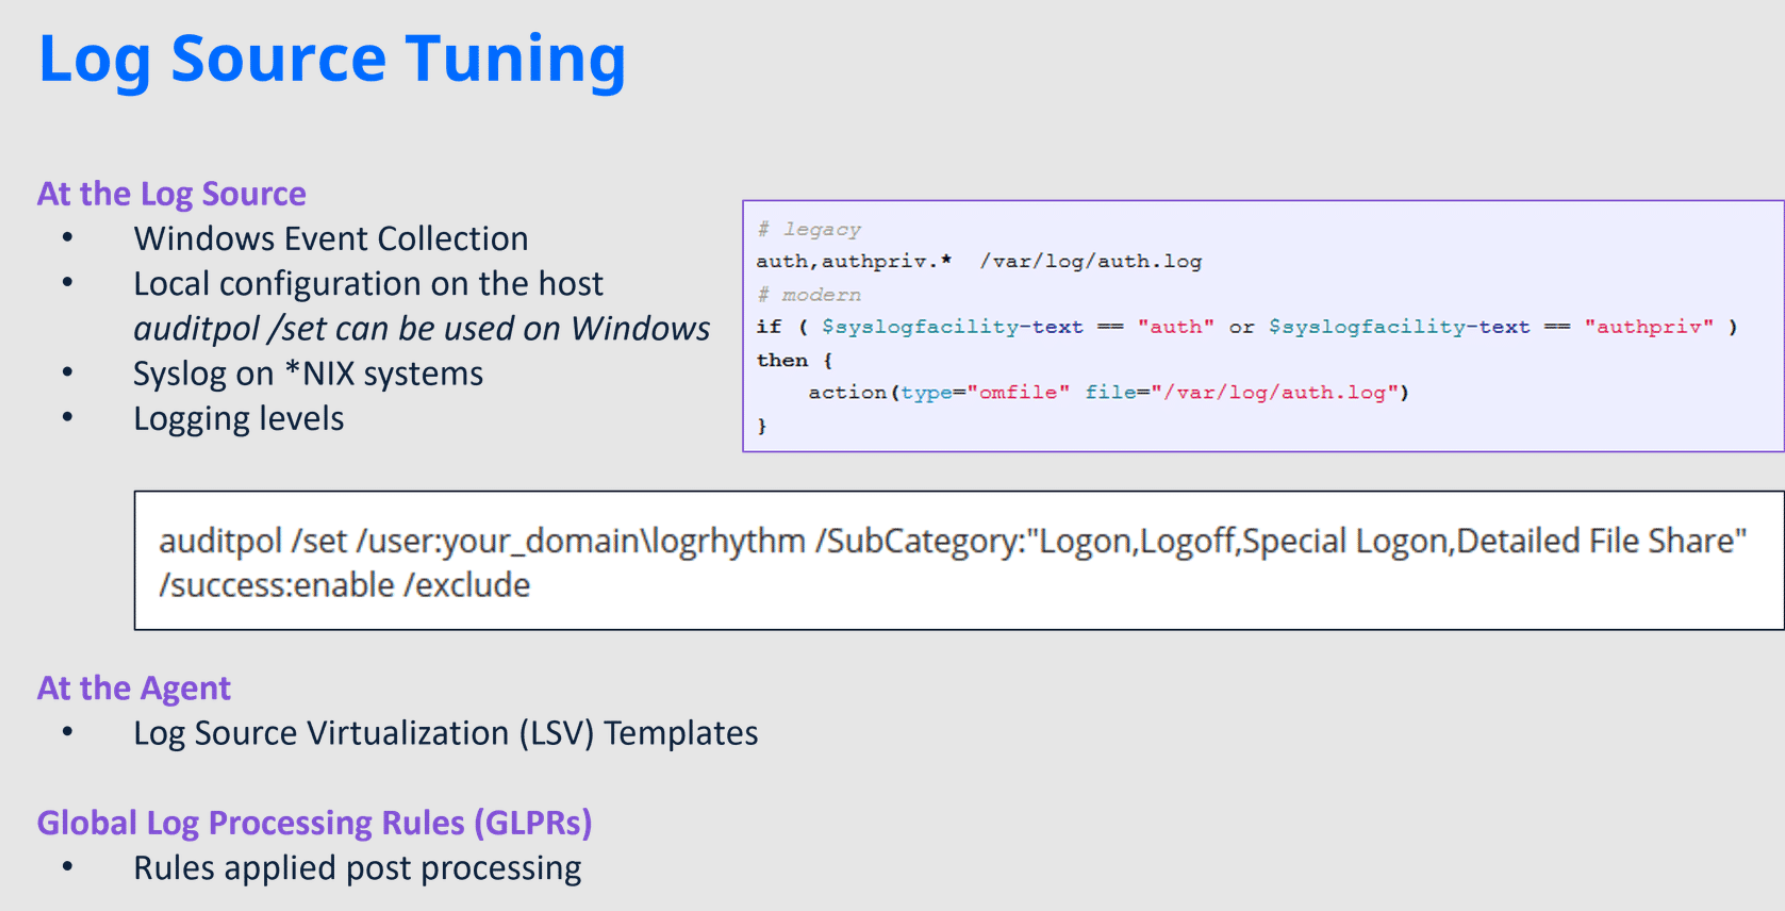 Log Source Tuning
At the Log Source
• Windows Event Collection
• Local configuration on the host
auditpol /set can be used on Windows
• Syslog on *NIX systems
• Logging levels
# legacy
auth,authpriv.*  /var/log/auth.log
# modern
if ( $syslogfacility-text == "auth" or $syslogfacility-text == "authpriv" )
then {
    action(type="omfile" file="/var/log/auth.log")
}
auditpol /set /user:your_domain\logrhythm /SubCategory:"Logon,Logoff,Special Logon,Detailed File Share"
/success:enable /exclude
At the Agent
• Log Source Virtualization (LSV) Templates
Global Log Processing Rules (GLPRs)
• Rules applied post processing